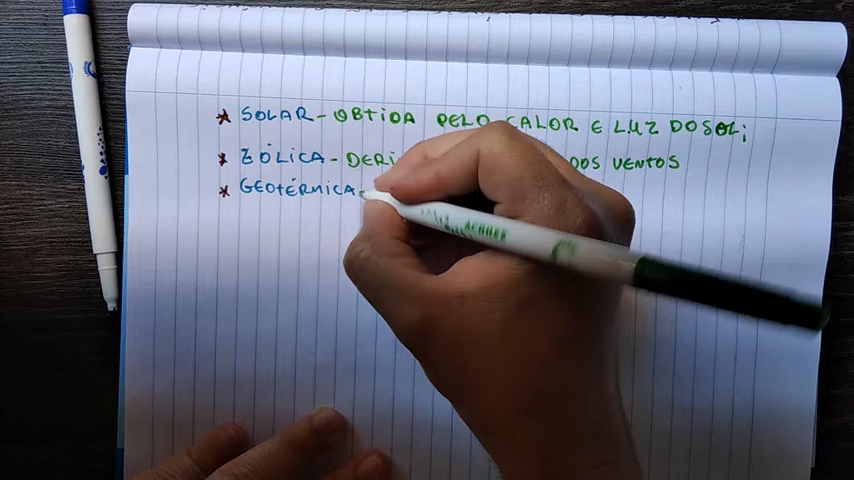 * SOLAR - OBTIDA PELO CALOR E LUZ DO SOL;
* EÓLICA - DERI DOS VENTOS
* GEOTÉRMICA -